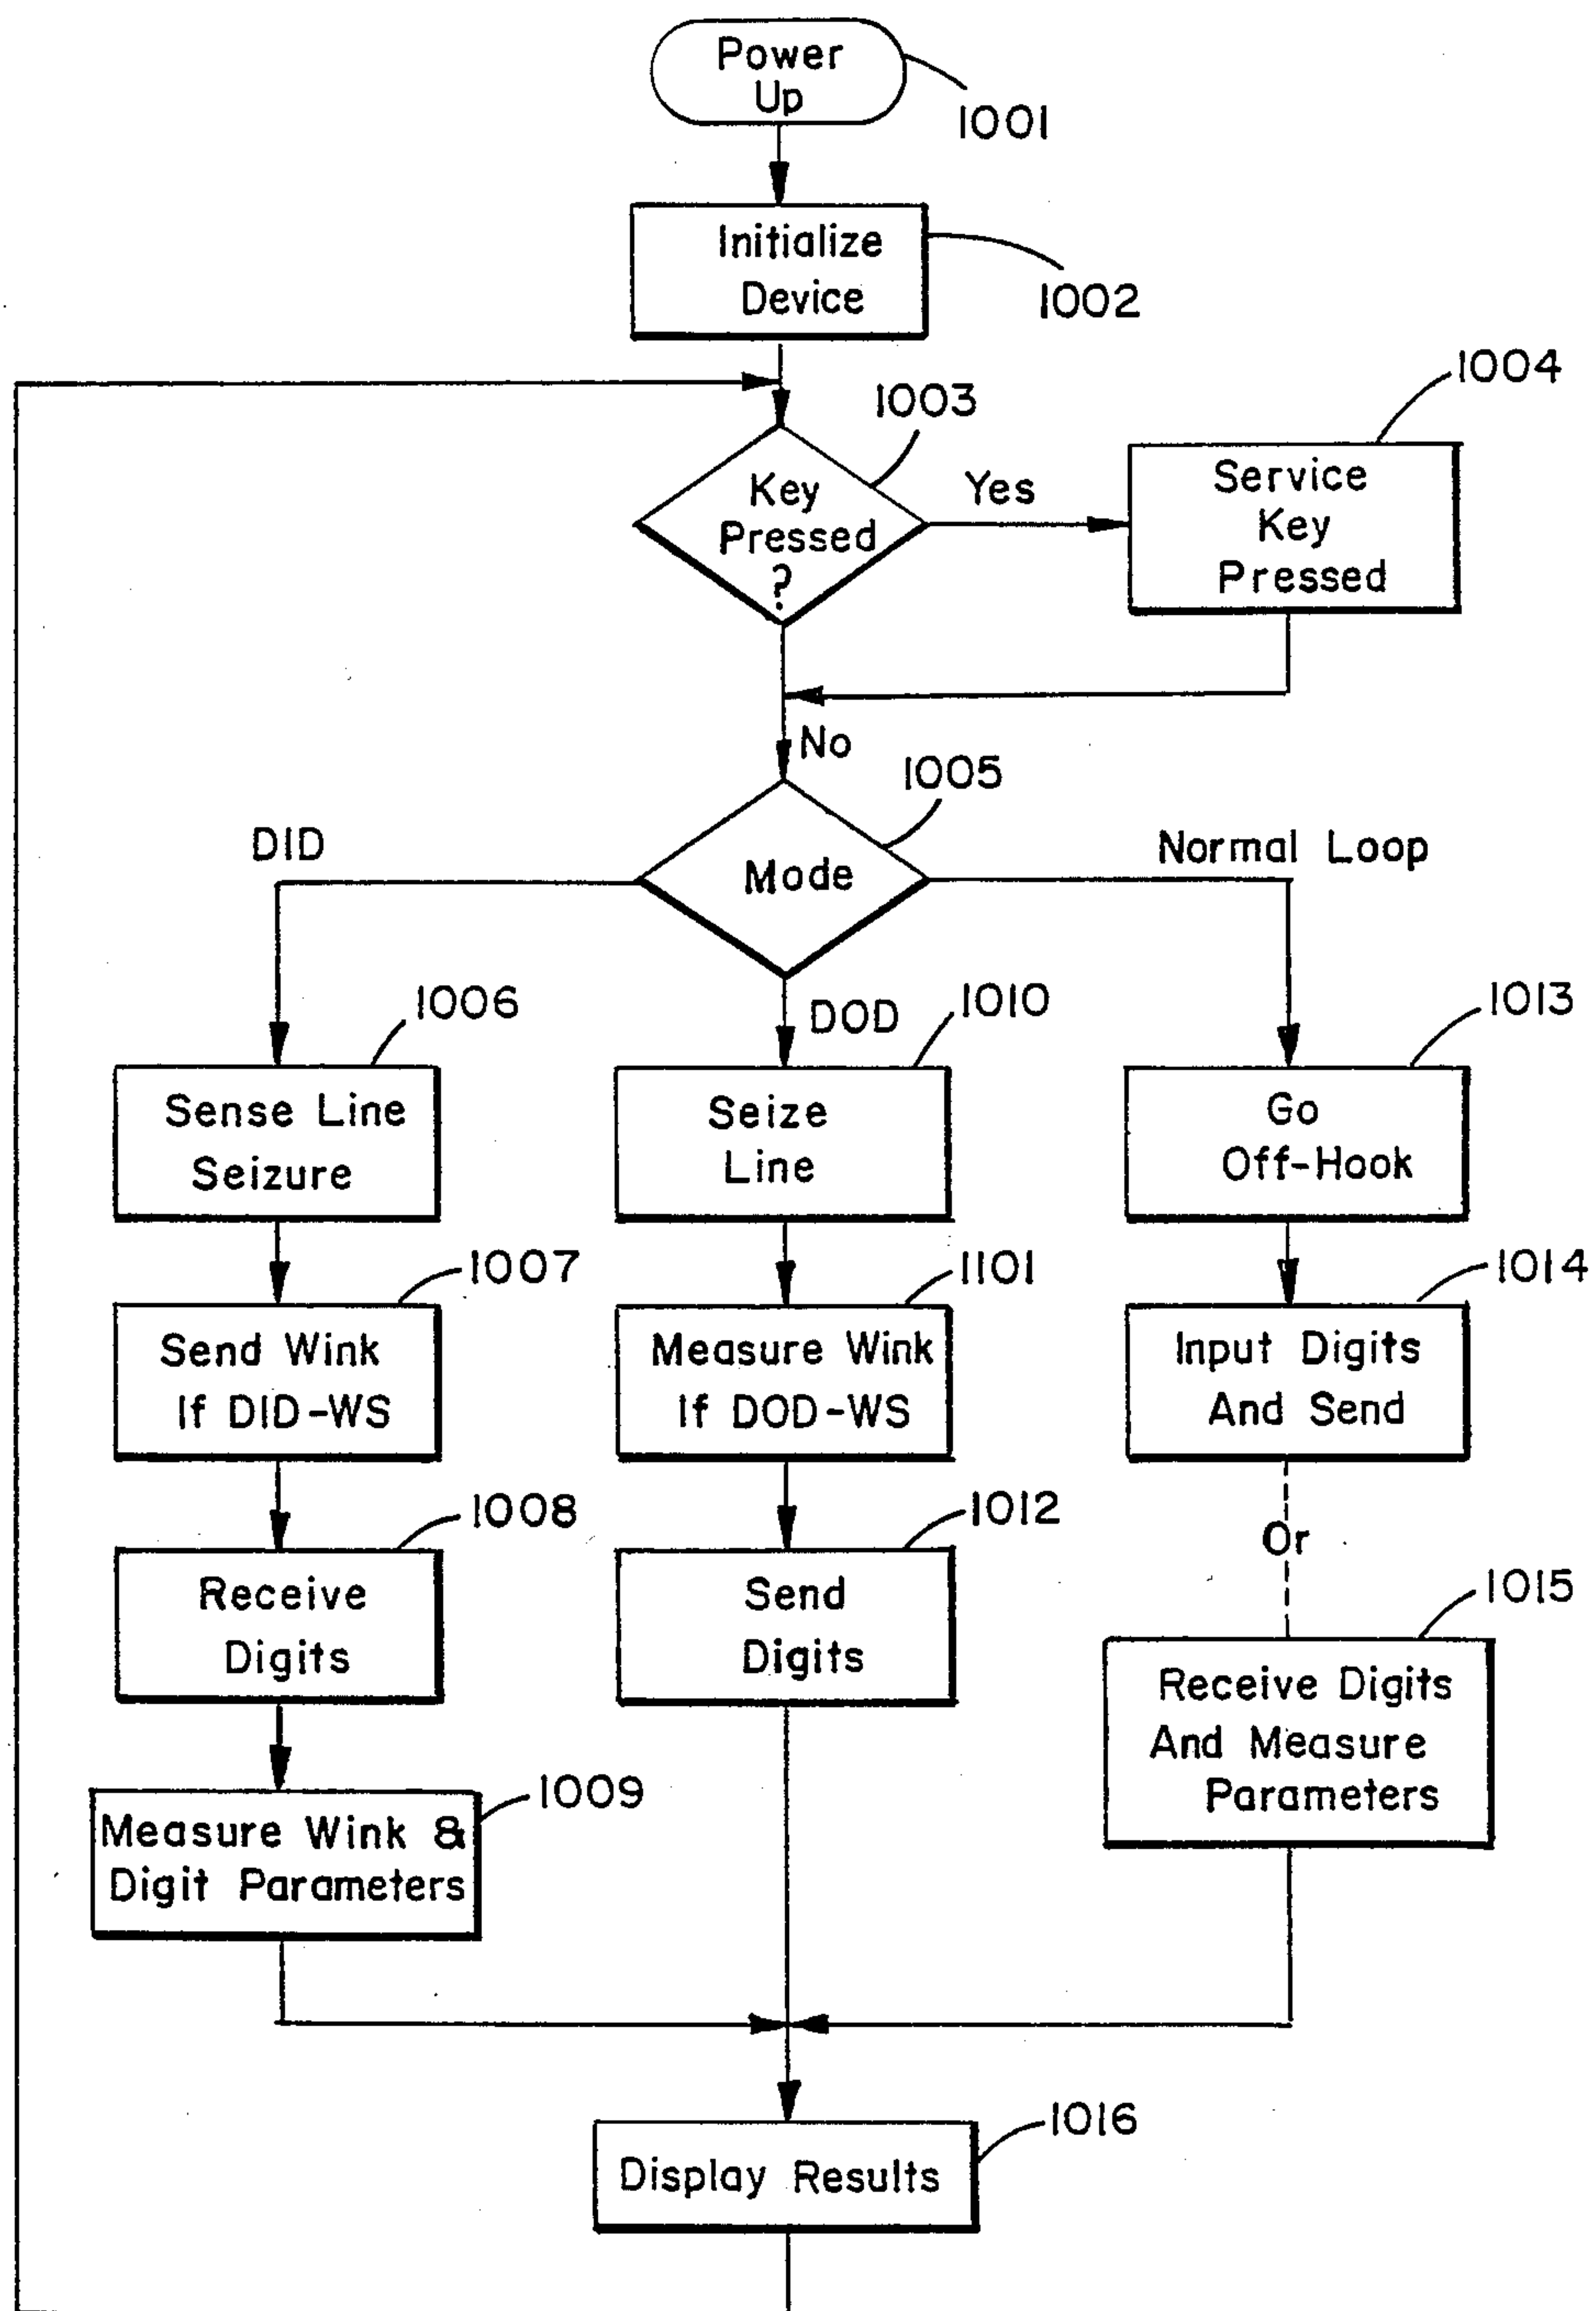 Power
Up
1001
Initialize
Device
1002
1003
Key
Pressed
?
Yes
1004
Service
Key
Pressed
No
1005
Mode
DID
Normal Loop
DOD
1006
Sense Line
Seizure
1010
Seize
Line
1013
Go
Off-Hook
1007
Send Wink
If DID-WS
1101
Measure Wink
If DOD-WS
1014
Input Digits
And Send
1008
Receive
Digits
1012
Send
Digits
Or
1015
Receive Digits
And Measure
Parameters
1009
Measure Wink &
Digit Parameters
1016
Display Results